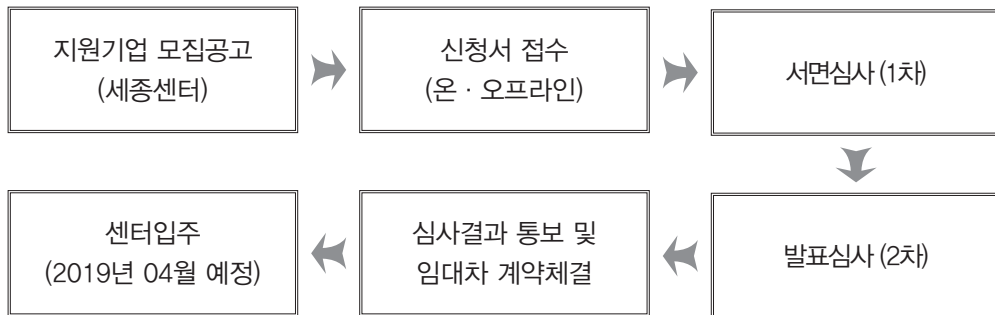 지원기업 모집공고
(세종센터)
신청서 접수
(온 · 오프라인)
서면심사 (1차)
발표심사 (2차)
심사결과 통보 및
임대차 계약체결
센터입주
(2019년 04월 예정)